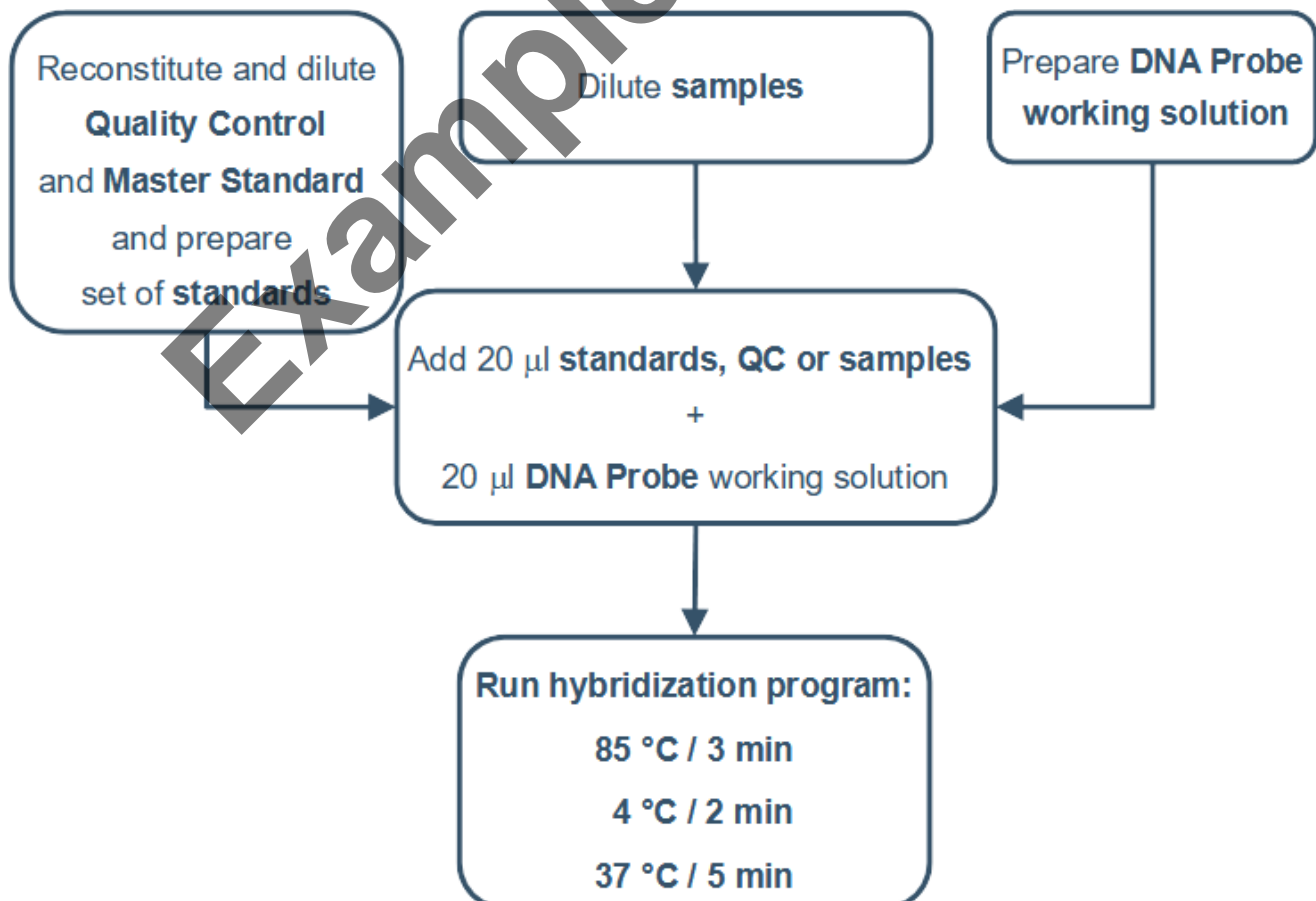 Reconstitute and dilute
Quality Control
and Master Standard
and prepare
set of standards
Dilute samples
Prepare DNA Probe
working solution
Add 20 μl standards, QC or samples
+
20 μl DNA Probe working solution
Run hybridization program:
85 °C / 3 min
4 °C / 2 min
37 °C / 5 min
Example